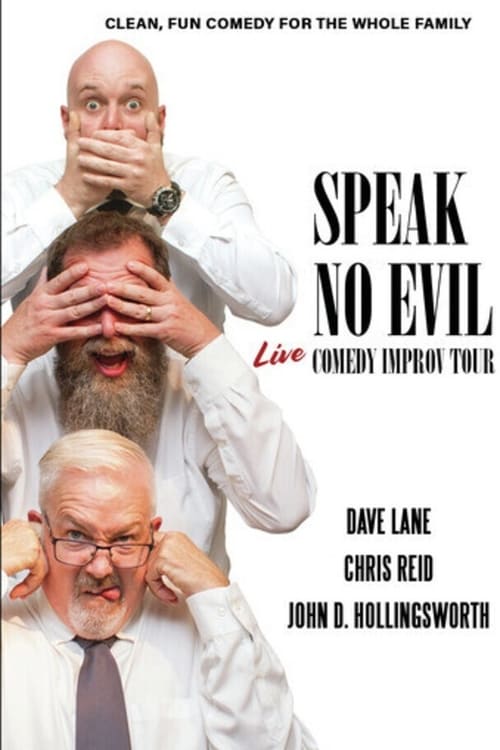 CLEAN, FUN COMEDY FOR THE WHOLE FAMILY
SPEAK
NO EVIL
Live COMEDY IMPROV TOUR
DAVE LANE
CHRIS REID
JOHN D. HOLLINGSWORTH